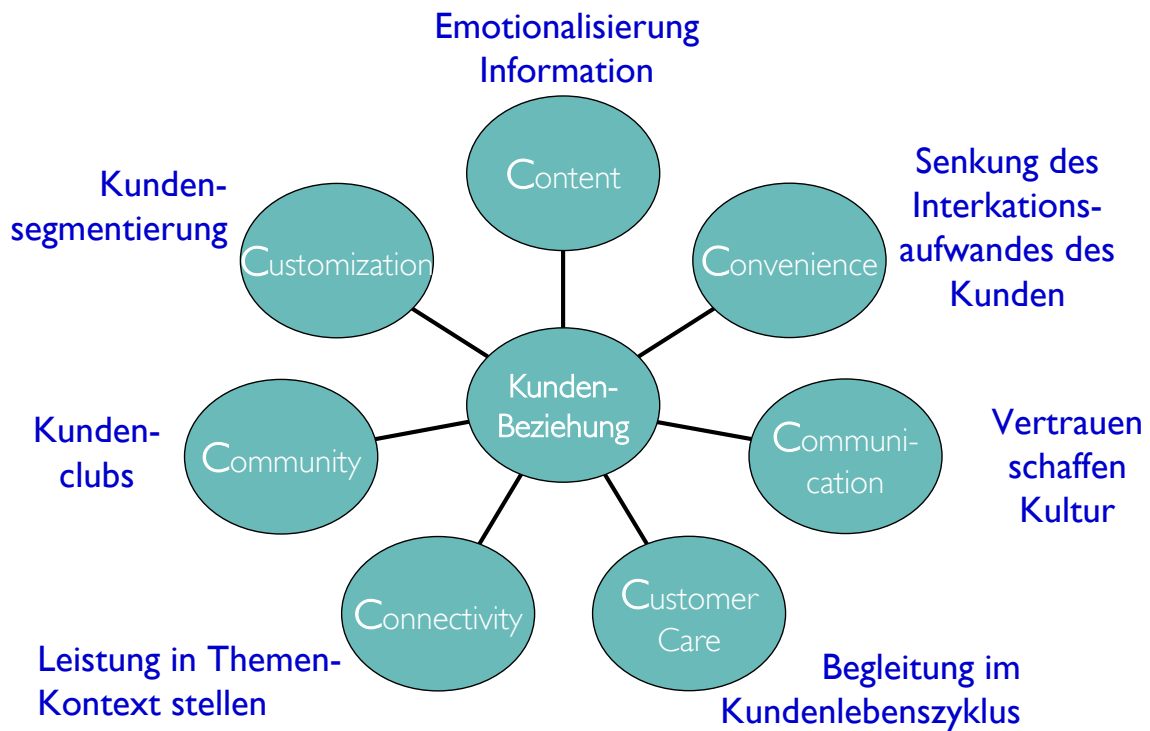 Emotionalisierung
Information
Content
Kunden-
segmentierung
Customization
Senkung des
Interkations-
aufwandes des
Kunden
Convenience
Kunden-
Beziehung
Kunden-
clubs
Community
Communi-
cation
Vertrauen
schaffen
Kultur
Connectivity
Leistung in Themen-
Kontext stellen
Customer
Care
Begleitung im
Kundenlebenszyklus